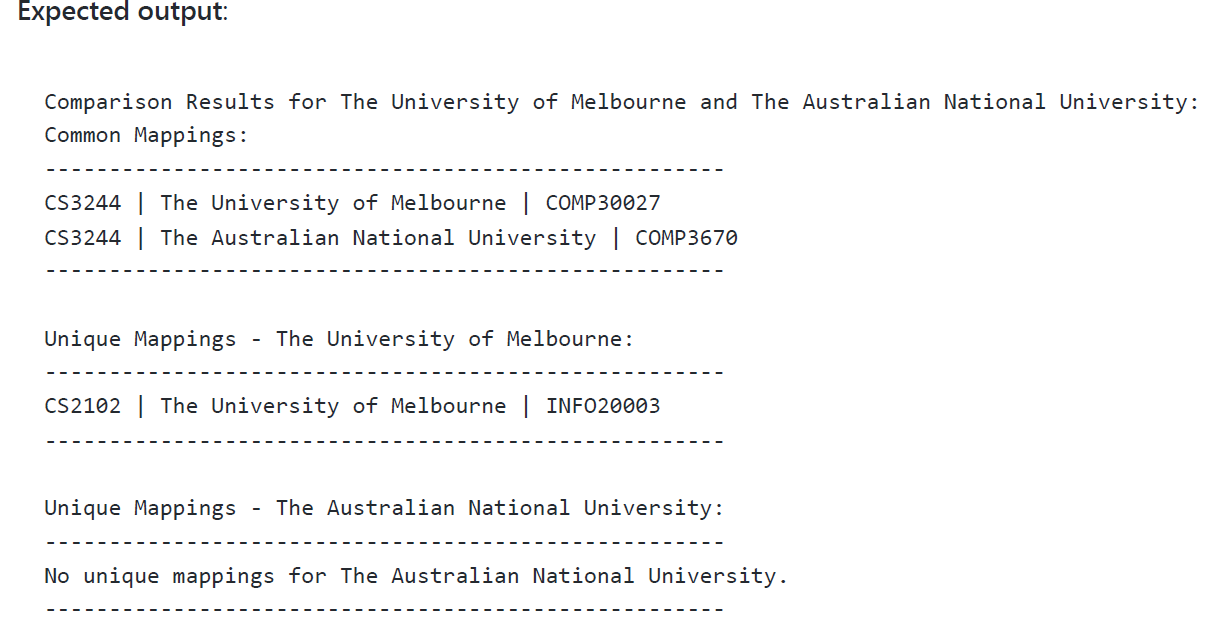 Expected output:
Comparison Results for The University of Melbourne and The Australian National University:
Common Mappings:
-----------------------------------------------------
CS3244 | The University of Melbourne | COMP30027
CS3244 | The Australian National University | COMP3670
-----------------------------------------------------
Unique Mappings - The University of Melbourne:
-----------------------------------------------------
CS2102 | The University of Melbourne | INFO20003
-----------------------------------------------------
Unique Mappings - The Australian National University:
-----------------------------------------------------
No unique mappings for The Australian National University.
-----------------------------------------------------